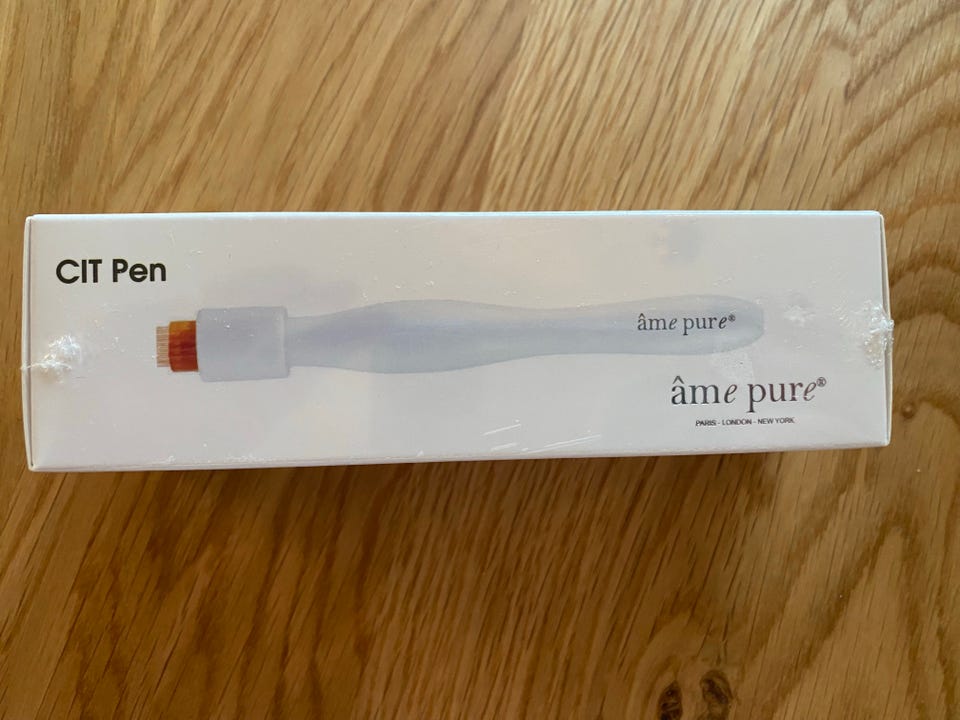 CIT Pen
âme pure®
âme pure®
PARIS - LONDON - NEW YORK